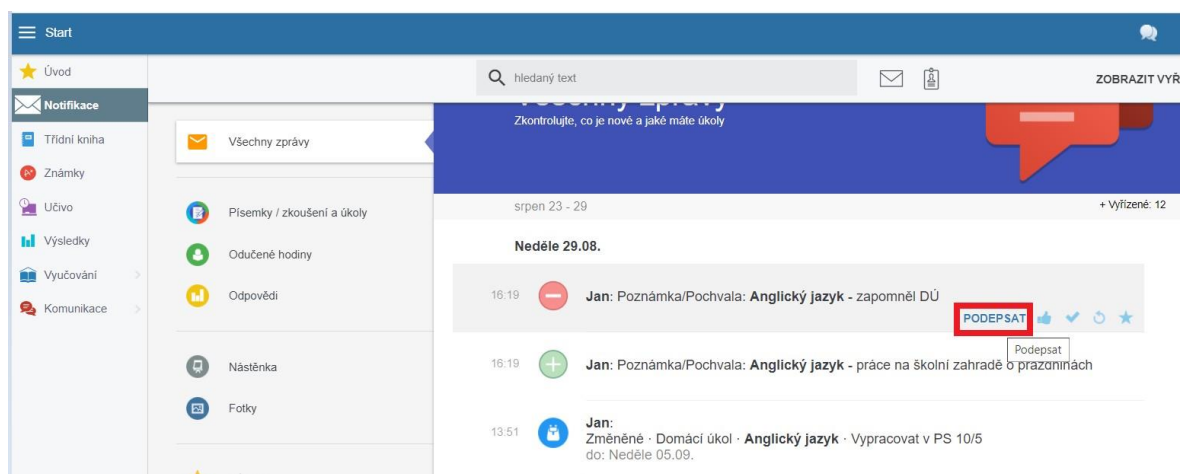 Start
Úvod
Notifikace
Třídní kniha
Známky
Učivo
Výsledky
Vyučování
Komunikace
Všechny zprávy
Písemky / zkoušení a úkoly
Odučené hodiny
Odpovědi
Nástěnka
Fotky
hledaný text
ZOBRAZIT VYŘ
Všechny zprávy
Zkontrolujte, co je nové a jaké máte úkoly
srpen 23 - 29
+ Vyřízené: 12
Neděle 29.08.
16:19 Jan: Poznámka/Pochvala: Anglický jazyk - zapomněl DÚ
PODEPSAT
Podepsat
16:19 Jan: Poznámka/Pochvala: Anglický jazyk - práce na školní zahradě o prázdninách
13:51 Jan:
Změněné · Domácí úkol · Anglický jazyk · Vypracovat v PS 10/5
do: Neděle 05.09.